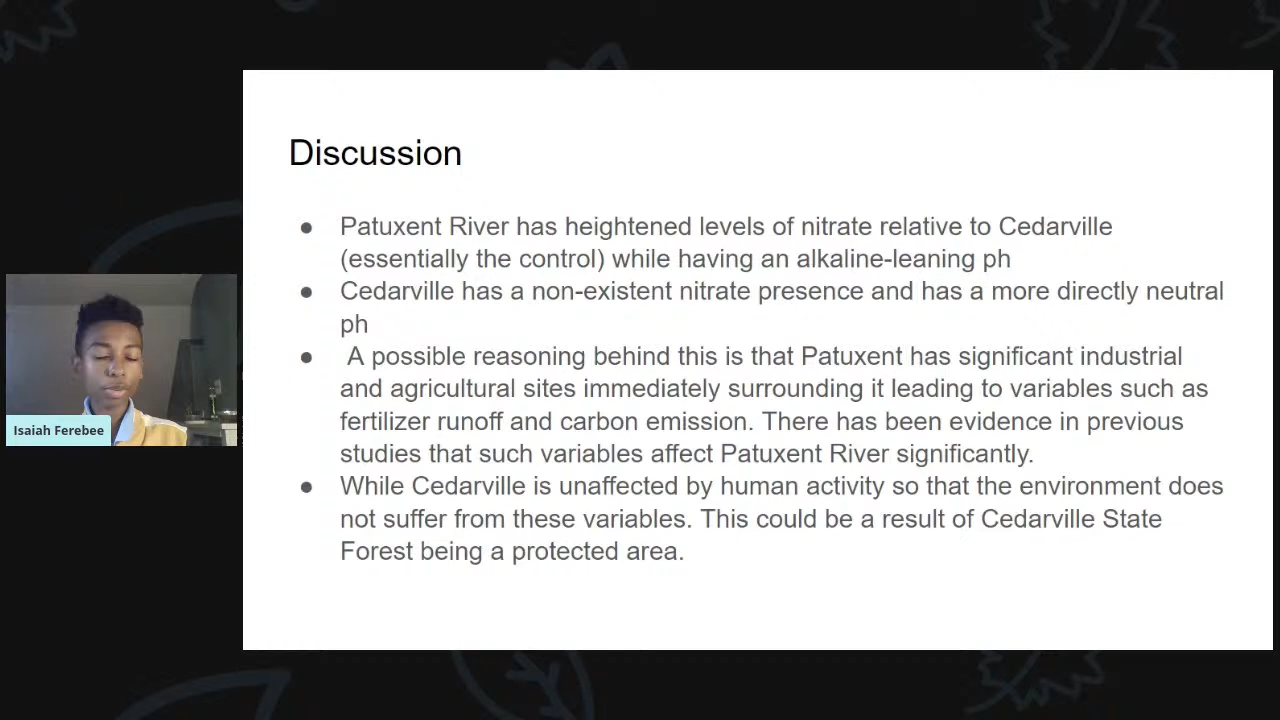 Discussion
● Patuxent River has heightened levels of nitrate relative to Cedarville
(essentially the control) while having an alkaline-leaning ph
● Cedarville has a non-existent nitrate presence and has a more directly neutral
ph
● A possible reasoning behind this is that Patuxent has significant industrial
and agricultural sites immediately surrounding it leading to variables such as
fertilizer runoff and carbon emission. There has been evidence in previous
studies that such variables affect Patuxent River significantly.
● While Cedarville is unaffected by human activity so that the environment does
not suffer from these variables. This could be a result of Cedarville State
Forest being a protected area.
Isaiah Ferebee